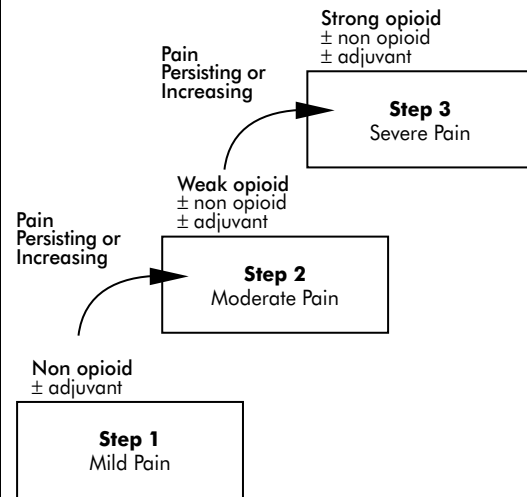 Strong opioid
± non opioid
± adjuvant
Pain
Persisting or
Increasing
Step 3
Severe Pain
Weak opioid
± non opioid
± adjuvant
Pain
Persisting or
Increasing
Step 2
Moderate Pain
Non opioid
± adjuvant
Step 1
Mild Pain